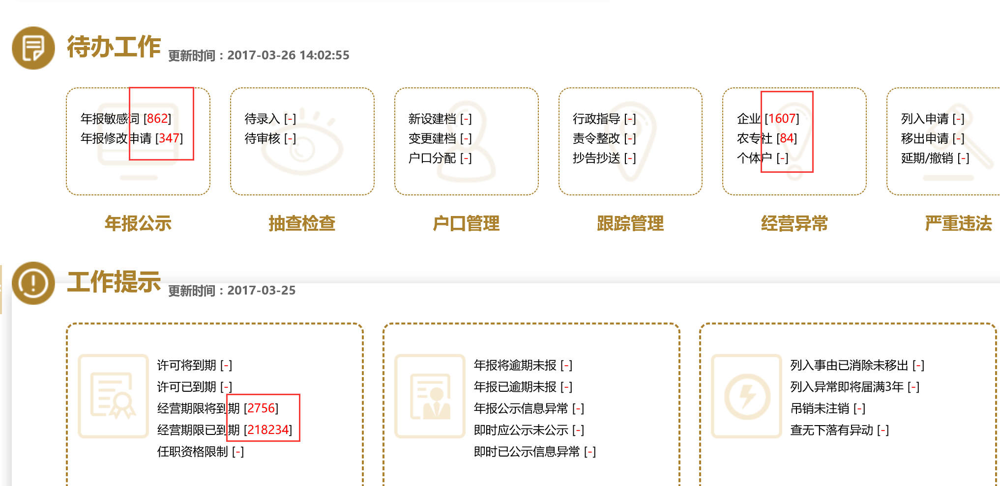 待办工作 更新时间：2017-03-26 14:02:55
年报敏感词 [862]
年报修改申请 [347]
年报公示
待录入 [-]
待审核 [-]
抽查检查
新设建档 [-]
变更建档 [-]
户口分配 [-]
户口管理
行政指导 [-]
责令整改 [-]
抄告抄送 [-]
跟踪管理
企业 [1607]
农专社 [84]
个体户 [-]
经营异常
列入申请 [-]
移出申请 [-]
延期/撤销 [-]
严重违法
工作提示 更新时间：2017-03-25
许可将到期 [-]
许可已到期 [-]
经营期限将到期 [2756]
经营期限已到期 [218234]
任职资格限制 [-]
年报将逾期未报 [-]
年报已逾期未报 [-]
年报公示信息异常 [-]
即时应公示未公示 [-]
即时已公示信息异常 [-]
列入事由已消除未移出 [-]
列入异常即将届满3年 [-]
吊销未注销 [-]
查无下落有异动 [-]